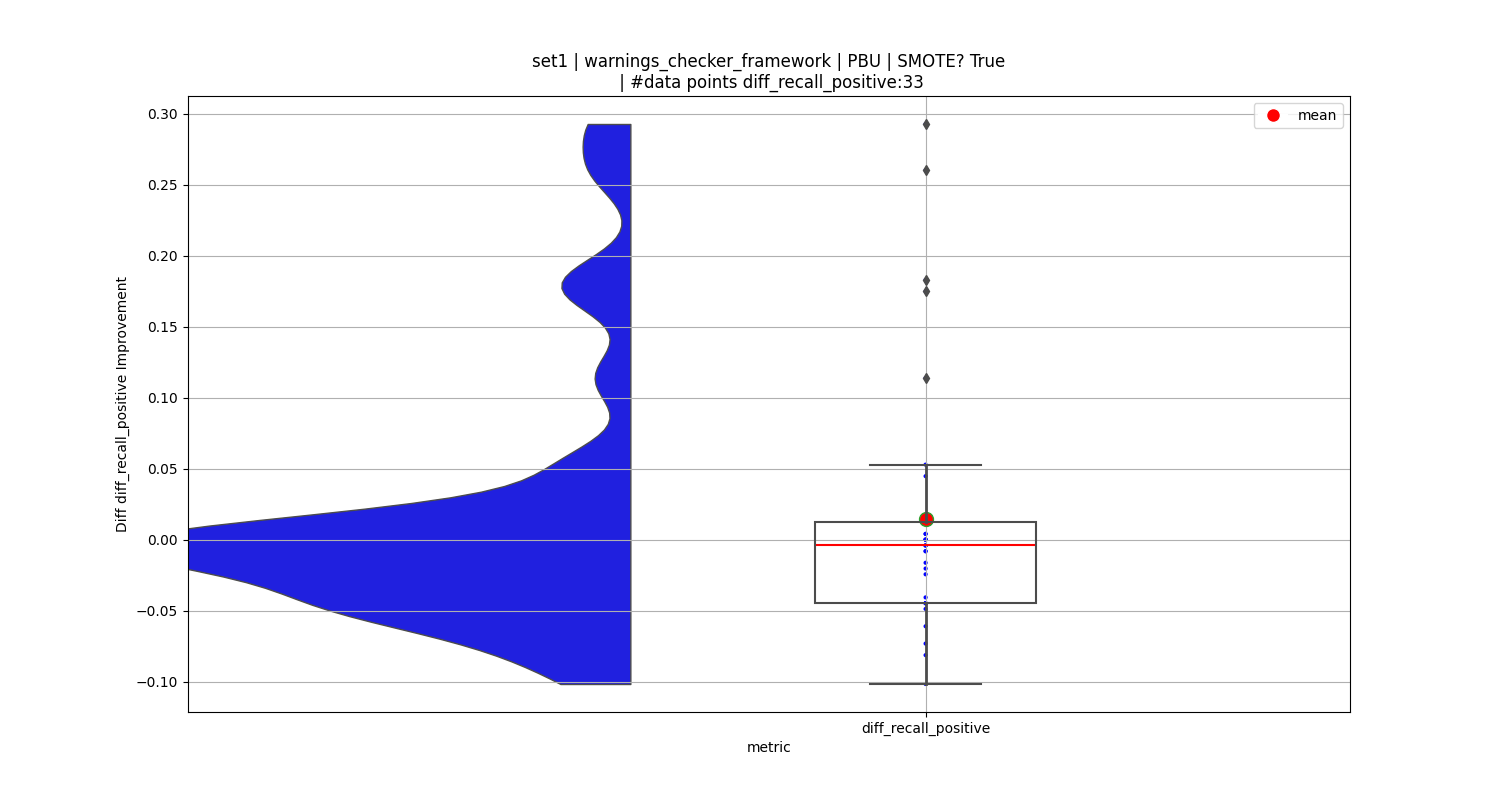 set1 | warnings_checker_framework | PBU | SMOTE? True
| #data points diff_recall_positive:33
mean
0.30
0.25
0.20
0.15
0.10
0.05
0.00
−0.05
−0.10
Diff diff_recall_positive Improvement
diff_recall_positive
metric